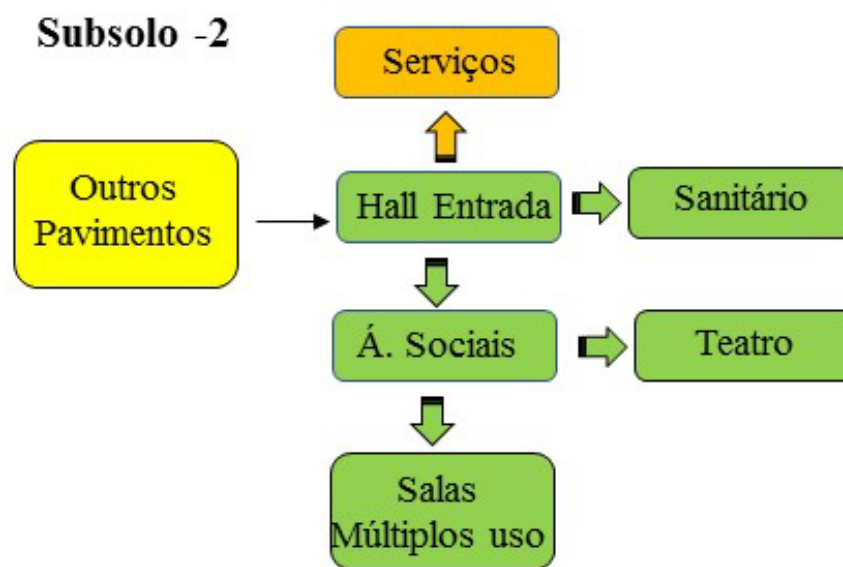 Subsolo -2
Serviços
Outros
Pavimentos
Hall Entrada
Sanitário
Á. Sociais
Teatro
Salas
Múltiplos uso